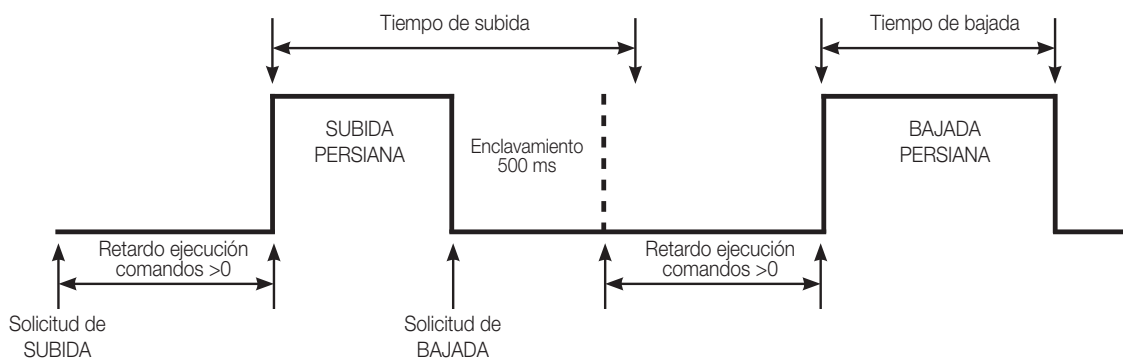 Tiempo de subida
Tiempo de bajada
SUBIDA
PERSIANA
Enclavamiento
500 ms
BAJADA
PERSIANA
Retardo ejecución
comandos >0
Retardo ejecución
comandos >0
Solicitud de
SUBIDA
Solicitud de
BAJADA